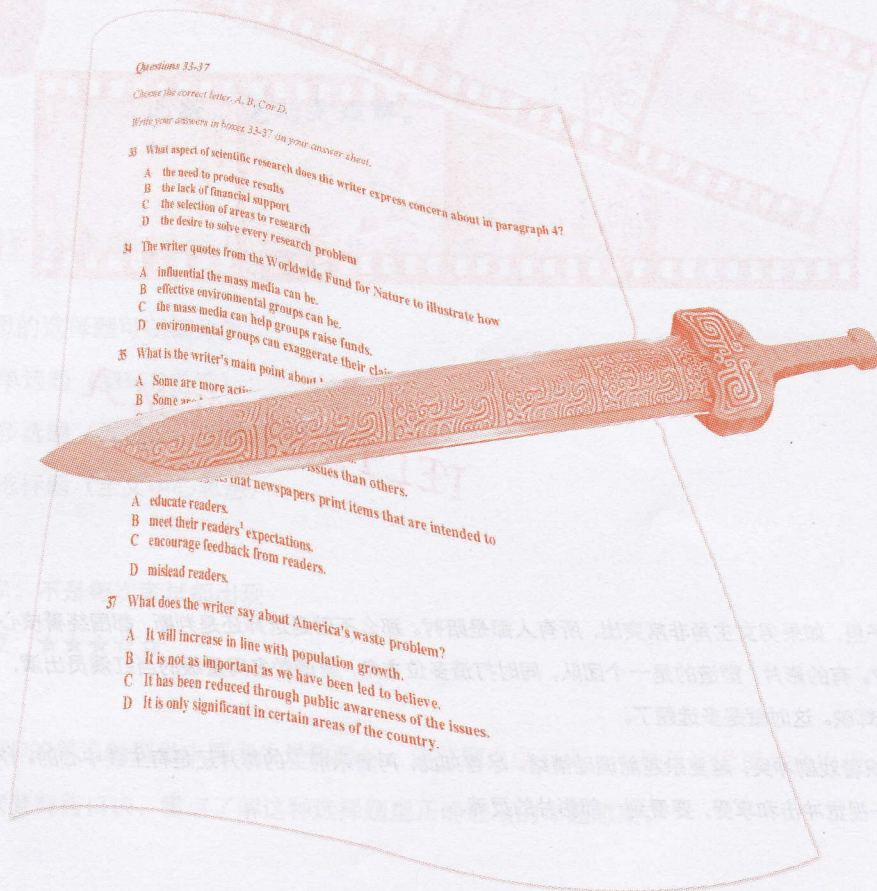 Questions 33-37
Choose the correct letter, A, B, C or D.
Write your answers in boxes 33-37 on your answer sheet.
33 What aspect of scientific research does the writer express concern about in paragraph 4?
A the need to produce results
B the lack of financial support
C the selection of areas to research
D the desire to solve every research problem
34 The writer quotes from the Worldwide Fund for Nature to illustrate how
A influential the mass media can be.
B effective environmental groups can be.
C the mass media can help groups raise funds.
D environmental groups can exaggerate their
35 What is the writer's main point about
A Some are more
B Some
issues than others.
that newspapers print items that are intended to
A educate readers.
B meet their readers¹ expectations.
C encourage feedback from readers.
D mislead readers.
37 What does the writer say about America's waste problem?
A It will increase in line with population growth.
B It is not as important as we have been led to believe.
C It has been reduced through public awareness of the issues.
D It is only significant in certain areas of the country.